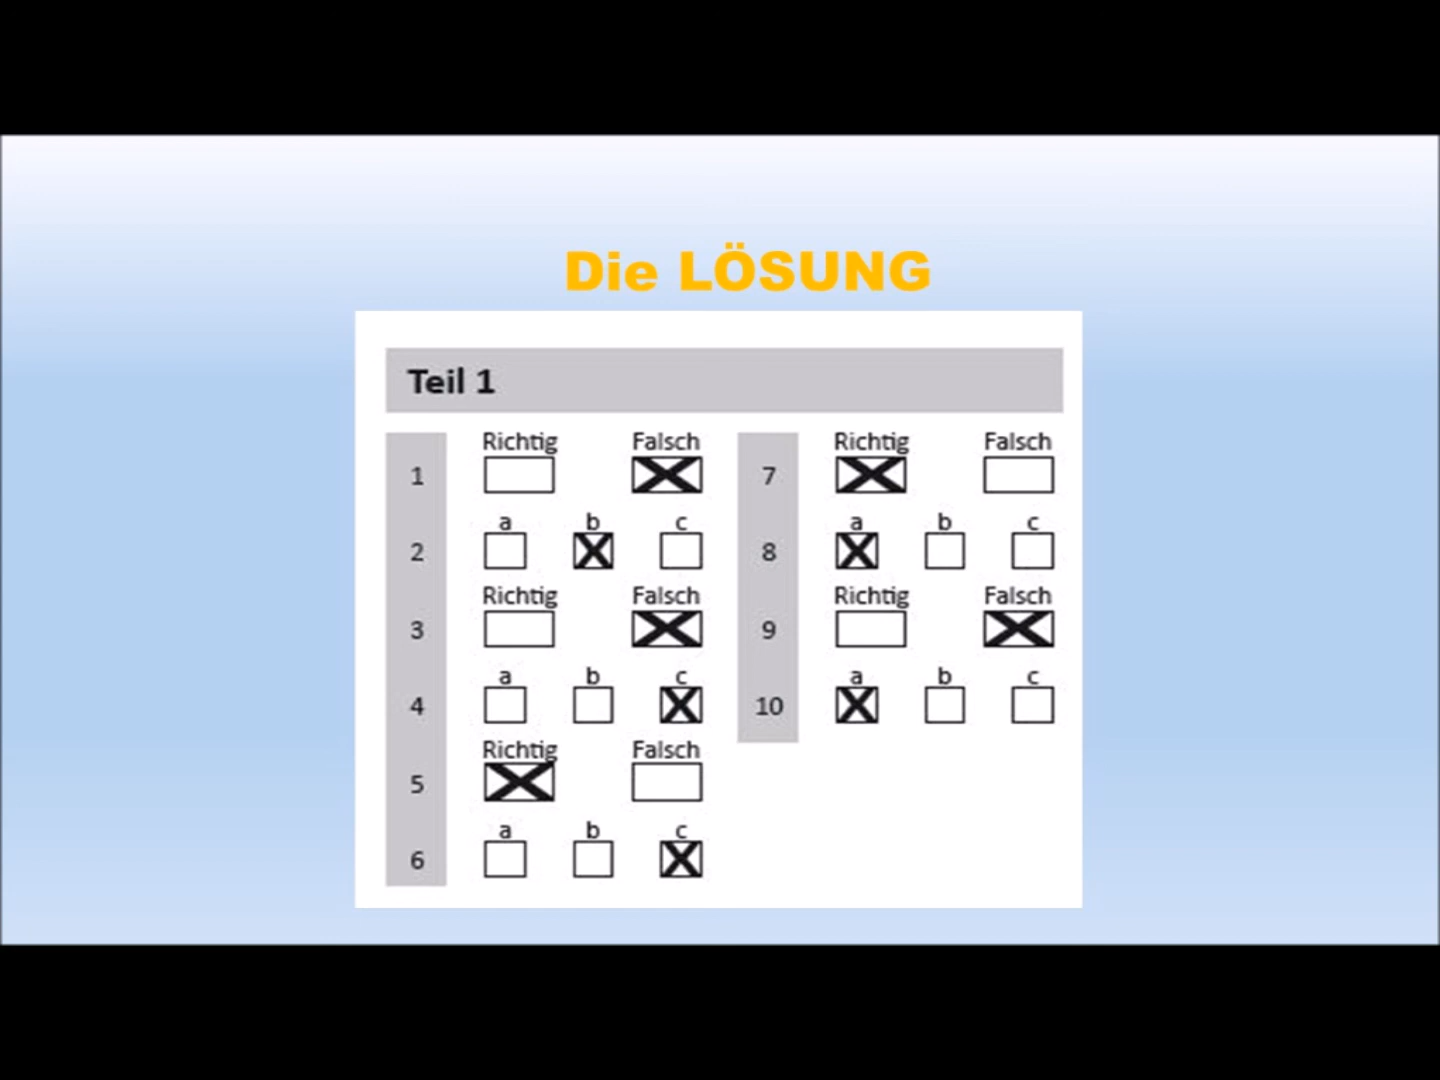 Die LÖSUNG
Teil 1
1 Richtig Falsch
2 a b c
3 Richtig Falsch
4 a b c
5 Richtig Falsch
6 a b c
7 Richtig Falsch
8 a b c
9 Richtig Falsch
10 a b c